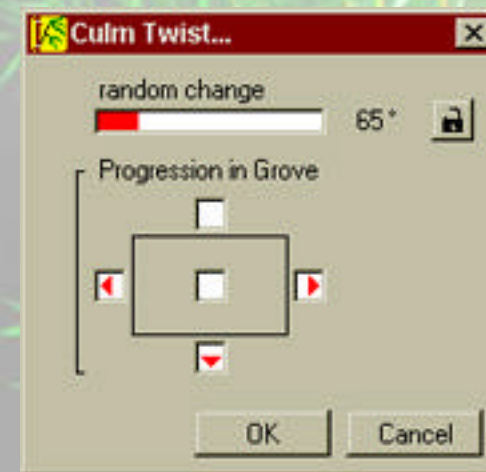 Culm Twist...
random change
65°
Progression in Grove
OK Cancel